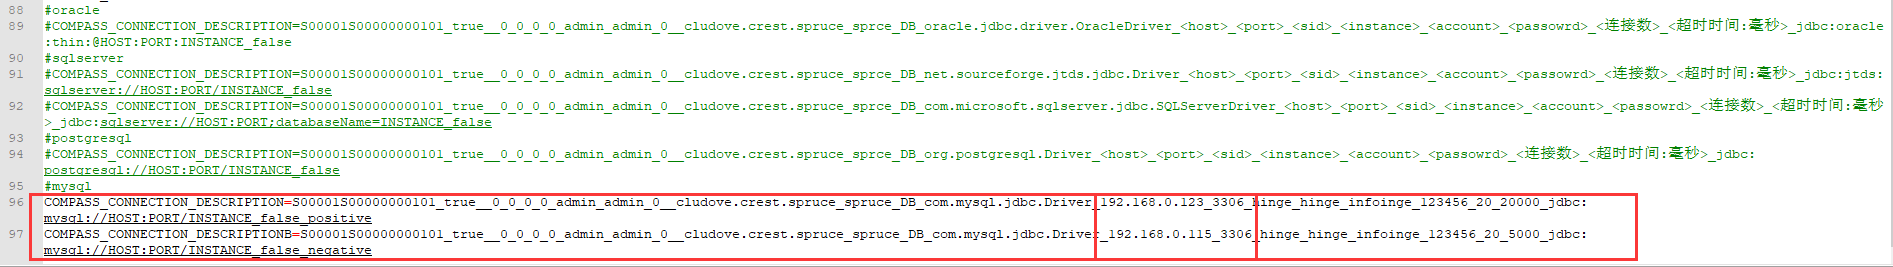 88 #oracle
89 #COMPASS_CONNECTION_DESCRIPTION=S00001S00000000101_true__0_0_0_0_admin_admin_0__cludove.crest.spruce_sprce_DB_oracle.jdbc.driver.OracleDriver_<host>_<port>_<sid>_<instance>_<account>_<passowrd>_<连接数>_<超时时间:毫秒>_jdbc:oracle
:thin:@HOST:PORT:INSTANCE_false
90 #sqlserver
91 #COMPASS_CONNECTION_DESCRIPTION=S00001S00000000101_true__0_0_0_0_admin_admin_0__cludove.crest.spruce_sprce_DB_net.sourceforge.jtds.jdbc.Driver_<host>_<port>_<sid>_<instance>_<account>_<passowrd>_<连接数>_<超时时间:毫秒>_jdbc:jtds:
sqlserver://HOST:PORT/INSTANCE_false
92 #COMPASS_CONNECTION_DESCRIPTION=S00001S00000000101_true__0_0_0_0_admin_admin_0__cludove.crest.spruce_sprce_DB_com.microsoft.sqlserver.jdbc.SQLServerDriver_<host>_<port>_<sid>_<instance>_<account>_<passowrd>_<连接数>_<超时时间:毫秒
>_jdbc:sqlserver://HOST:PORT;databaseName=INSTANCE_false
93 #postgresql
94 #COMPASS_CONNECTION_DESCRIPTION=S00001S00000000101_true__0_0_0_0_admin_admin_0__cludove.crest.spruce_sprce_DB_org.postgresql.Driver_<host>_<port>_<sid>_<instance>_<account>_<passowrd>_<连接数>_<超时时间:毫秒>_jdbc:
postgresql://HOST:PORT/INSTANCE_false
95 #mysql
96 COMPASS_CONNECTION_DESCRIPTION=S00001S00000000101_true__0_0_0_0_admin_admin_0__cludove.crest.spruce_spruce_DB_com.mysql.jdbc.Driver_192.168.0.123_3306_hinge_hinge_infoinge_123456_20_20000_jdbc:
mysql://HOST:PORT/INSTANCE_false_positive
97 COMPASS_CONNECTION_DESCRIPTIONB=S00001S00000000101_true__0_0_0_0_admin_admin_0__cludove.crest.spruce_spruce_DB_com.mysql.jdbc.Driver_192.168.0.115_3306_hinge_hinge_infoinge_123456_20_5000_jdbc:
mysql://HOST:PORT/INSTANCE_false_negative